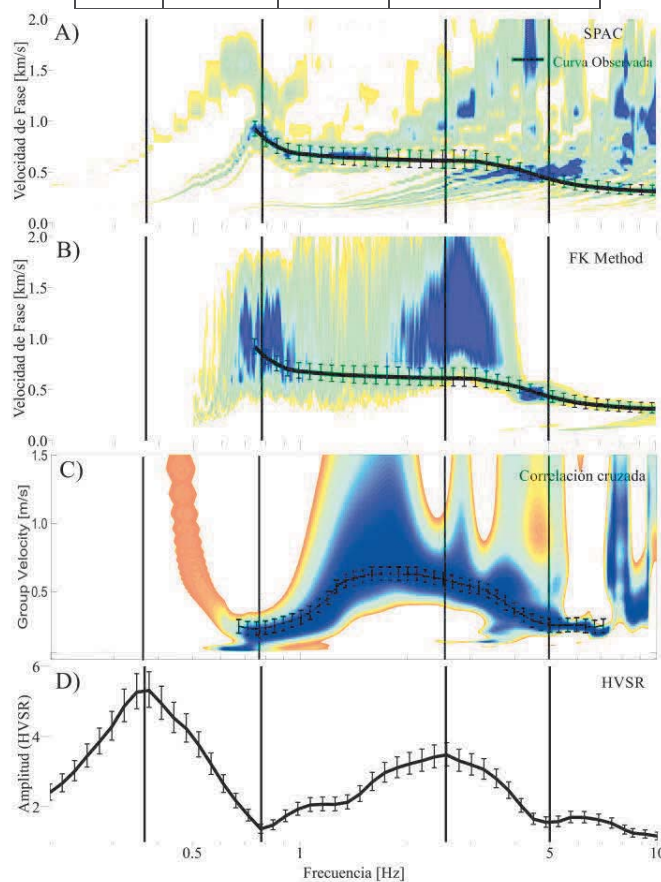 A)
SPAC
Curva Observada
Velocidad de Fase [km/s]
2.0
1.5
1.0
0.5
0.0
B)
FK Method
Velocidad de Fase [km/s]
2.0
1.5
1.0
0.5
0.0
C)
Correlación cruzada
Group Velocity [m/s]
1.5
1.0
0.5
D)
HVSR
Amplitud (HVSR)
6
4
2
0.5 1 5 10
Frecuencia [Hz]